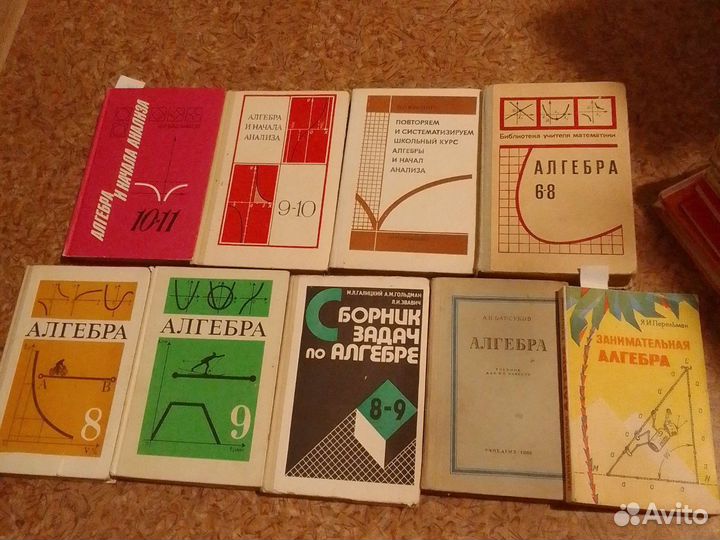 АЛГЕБРА
И НАЧАЛА АНАЛИЗА
10-11
АЛГЕБРА
И НАЧАЛА
АНАЛИЗА
9-10
ПОВТОРЯЕМ
И СИСТЕМАТИЗИРУЕМ
ШКОЛЬНЫЙ КУРС
АЛГЕБРЫ
И НАЧАЛ
АНАЛИЗА
Библиотека учителя математики
АЛГЕБРА
6-8
АЛГЕБРА
A
B
8
АЛГЕБРА
9
М.Л.ГАЛИЦКИЙ А.М.ГОЛЬДМАН
Л.И.ЗВАВИЧ
СБОРНИК
ЗАДАЧ
ПО АЛГЕБРЕ
8-9
А.Н.БАРСУКОВ
АЛГЕБРА
УЧЕБНИК
Я.И.Перельман
ЗАНИМАТЕЛЬНАЯ
АЛГЕБРА
Avito